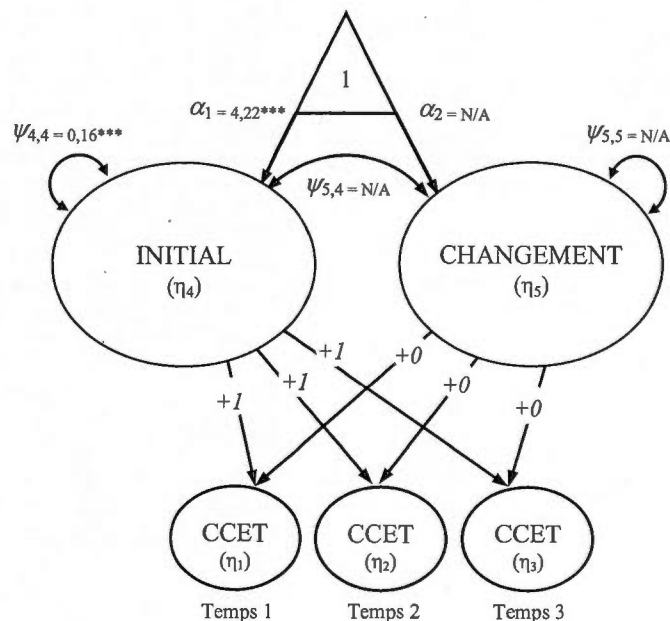 1
α1 = 4,22***
α2 = N/A
ψ4,4 = 0,16***
ψ5,5 = N/A
ψ5,4 = N/A
INITIAL
(η4)
CHANGEMENT
(η5)
+1
+1
+1
+0
+0
+0
CCET
(η1)
CCET
(η2)
CCET
(η3)
Temps 1
Temps 2
Temps 3